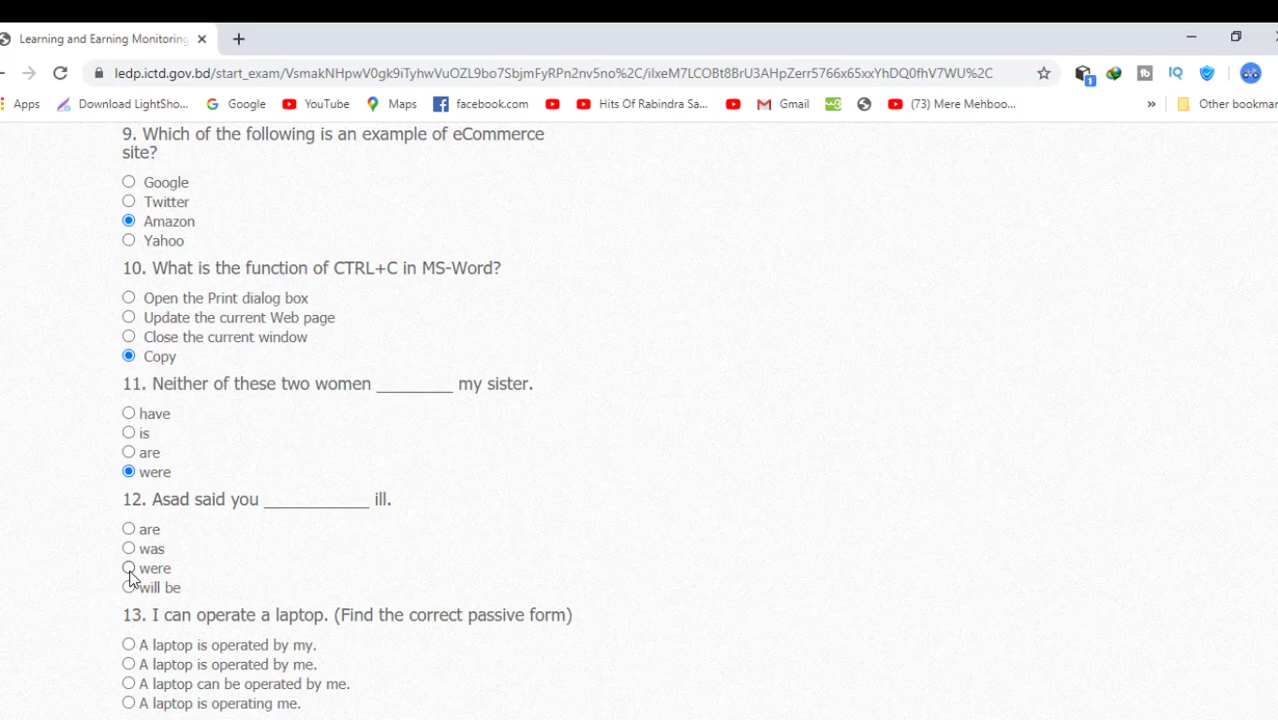 Learning and Earning Monitoring
ledp.ictd.gov.bd/start_exam/VsmakNHpwV0gk9iTyhwVuOZL9bo7SbjmFyRPn2nv5no%2C/iIxeM7LCOBt8BrU3AHpZerr5766x65xxYhDQ0fhV7WU%2C
Apps Download LightSho... Google YouTube Maps facebook.com Hits Of Rabindra Sa... Gmail (73) Mere Mehboo... » Other bookmar
9. Which of the following is an example of eCommerce
site?
Google
Twitter
Amazon
Yahoo
10. What is the function of CTRL+C in MS-Word?
Open the Print dialog box
Update the current Web page
Close the current window
Copy
11. Neither of these two women ________ my sister.
have
is
are
were
12. Asad said you ____________ ill.
are
was
were
will be
13. I can operate a laptop. (Find the correct passive form)
A laptop is operated by my.
A laptop is operated by me.
A laptop can be operated by me.
A laptop is operating me.